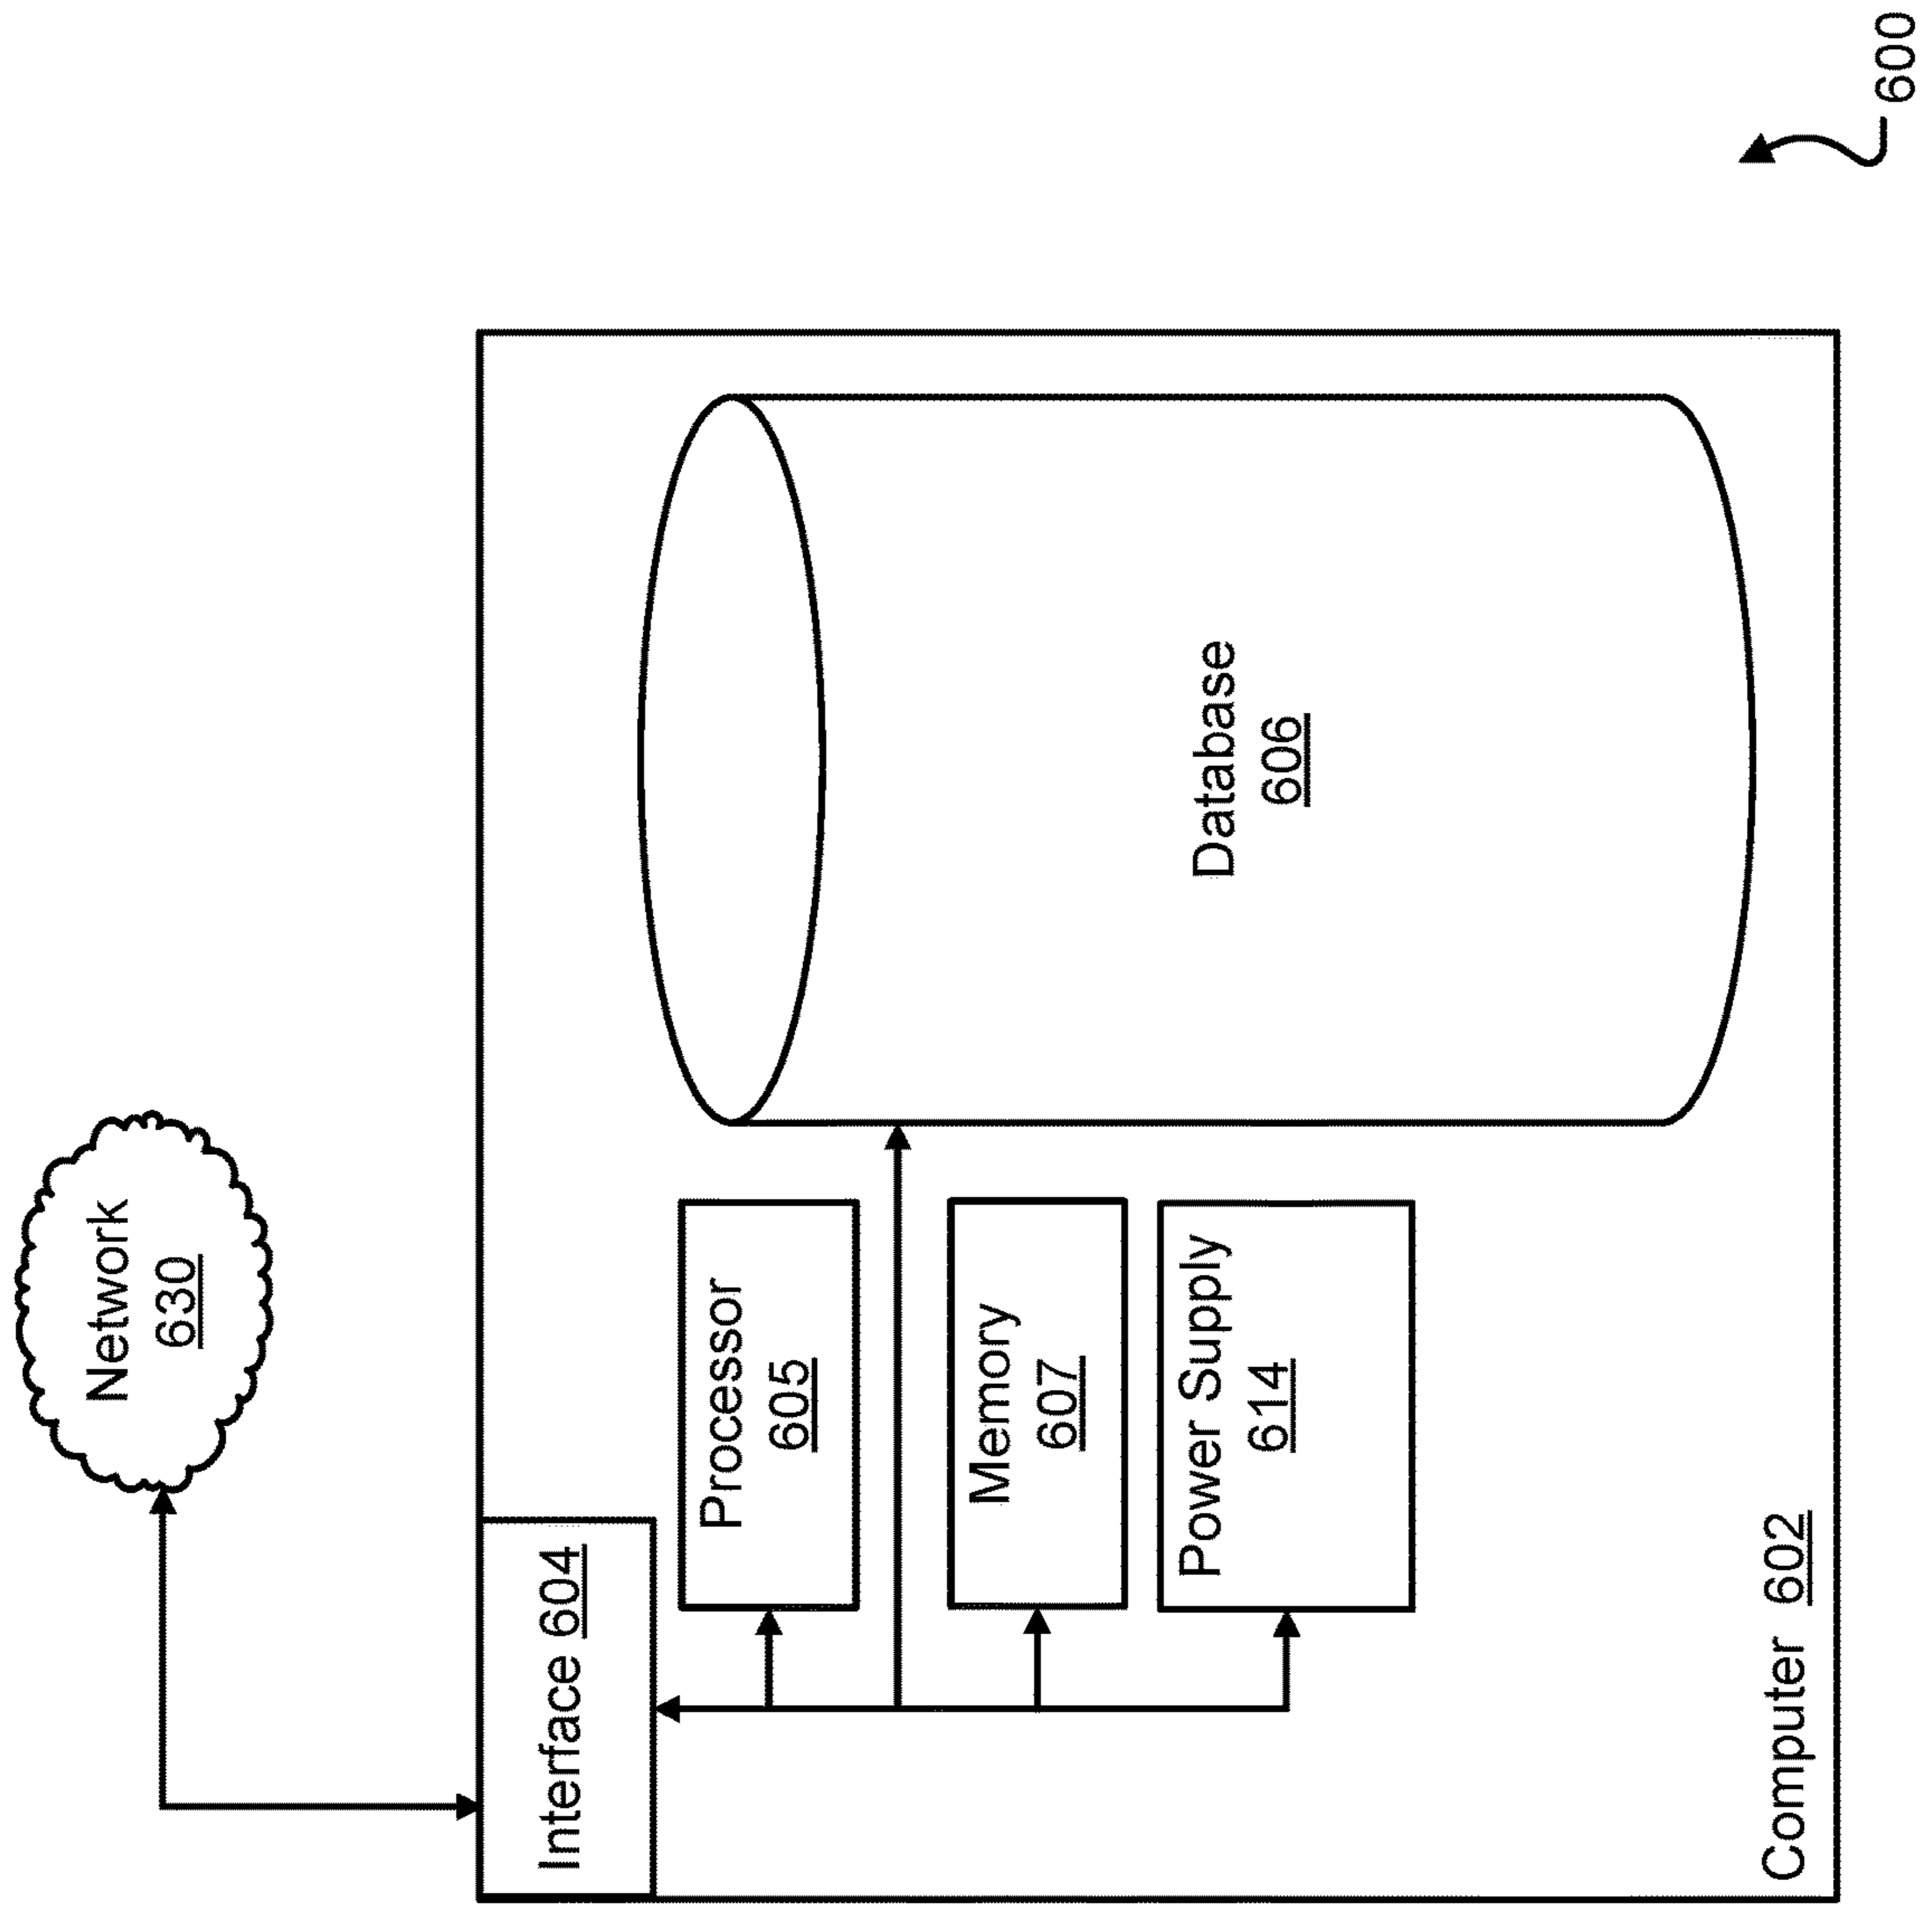 Network
630
Interface 604
Processor
605
Memory
607
Power Supply
614
Database
606
Computer 602
600